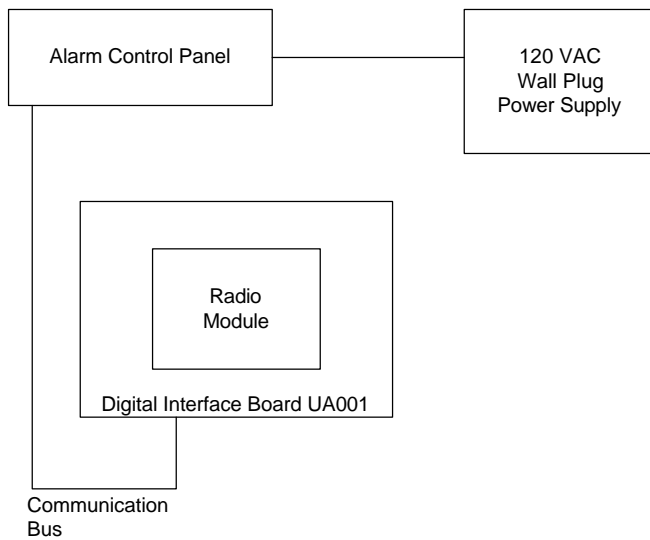 Alarm Control Panel
120 VAC
Wall Plug
Power Supply
Radio
Module
Digital Interface Board UA001
Communication
Bus